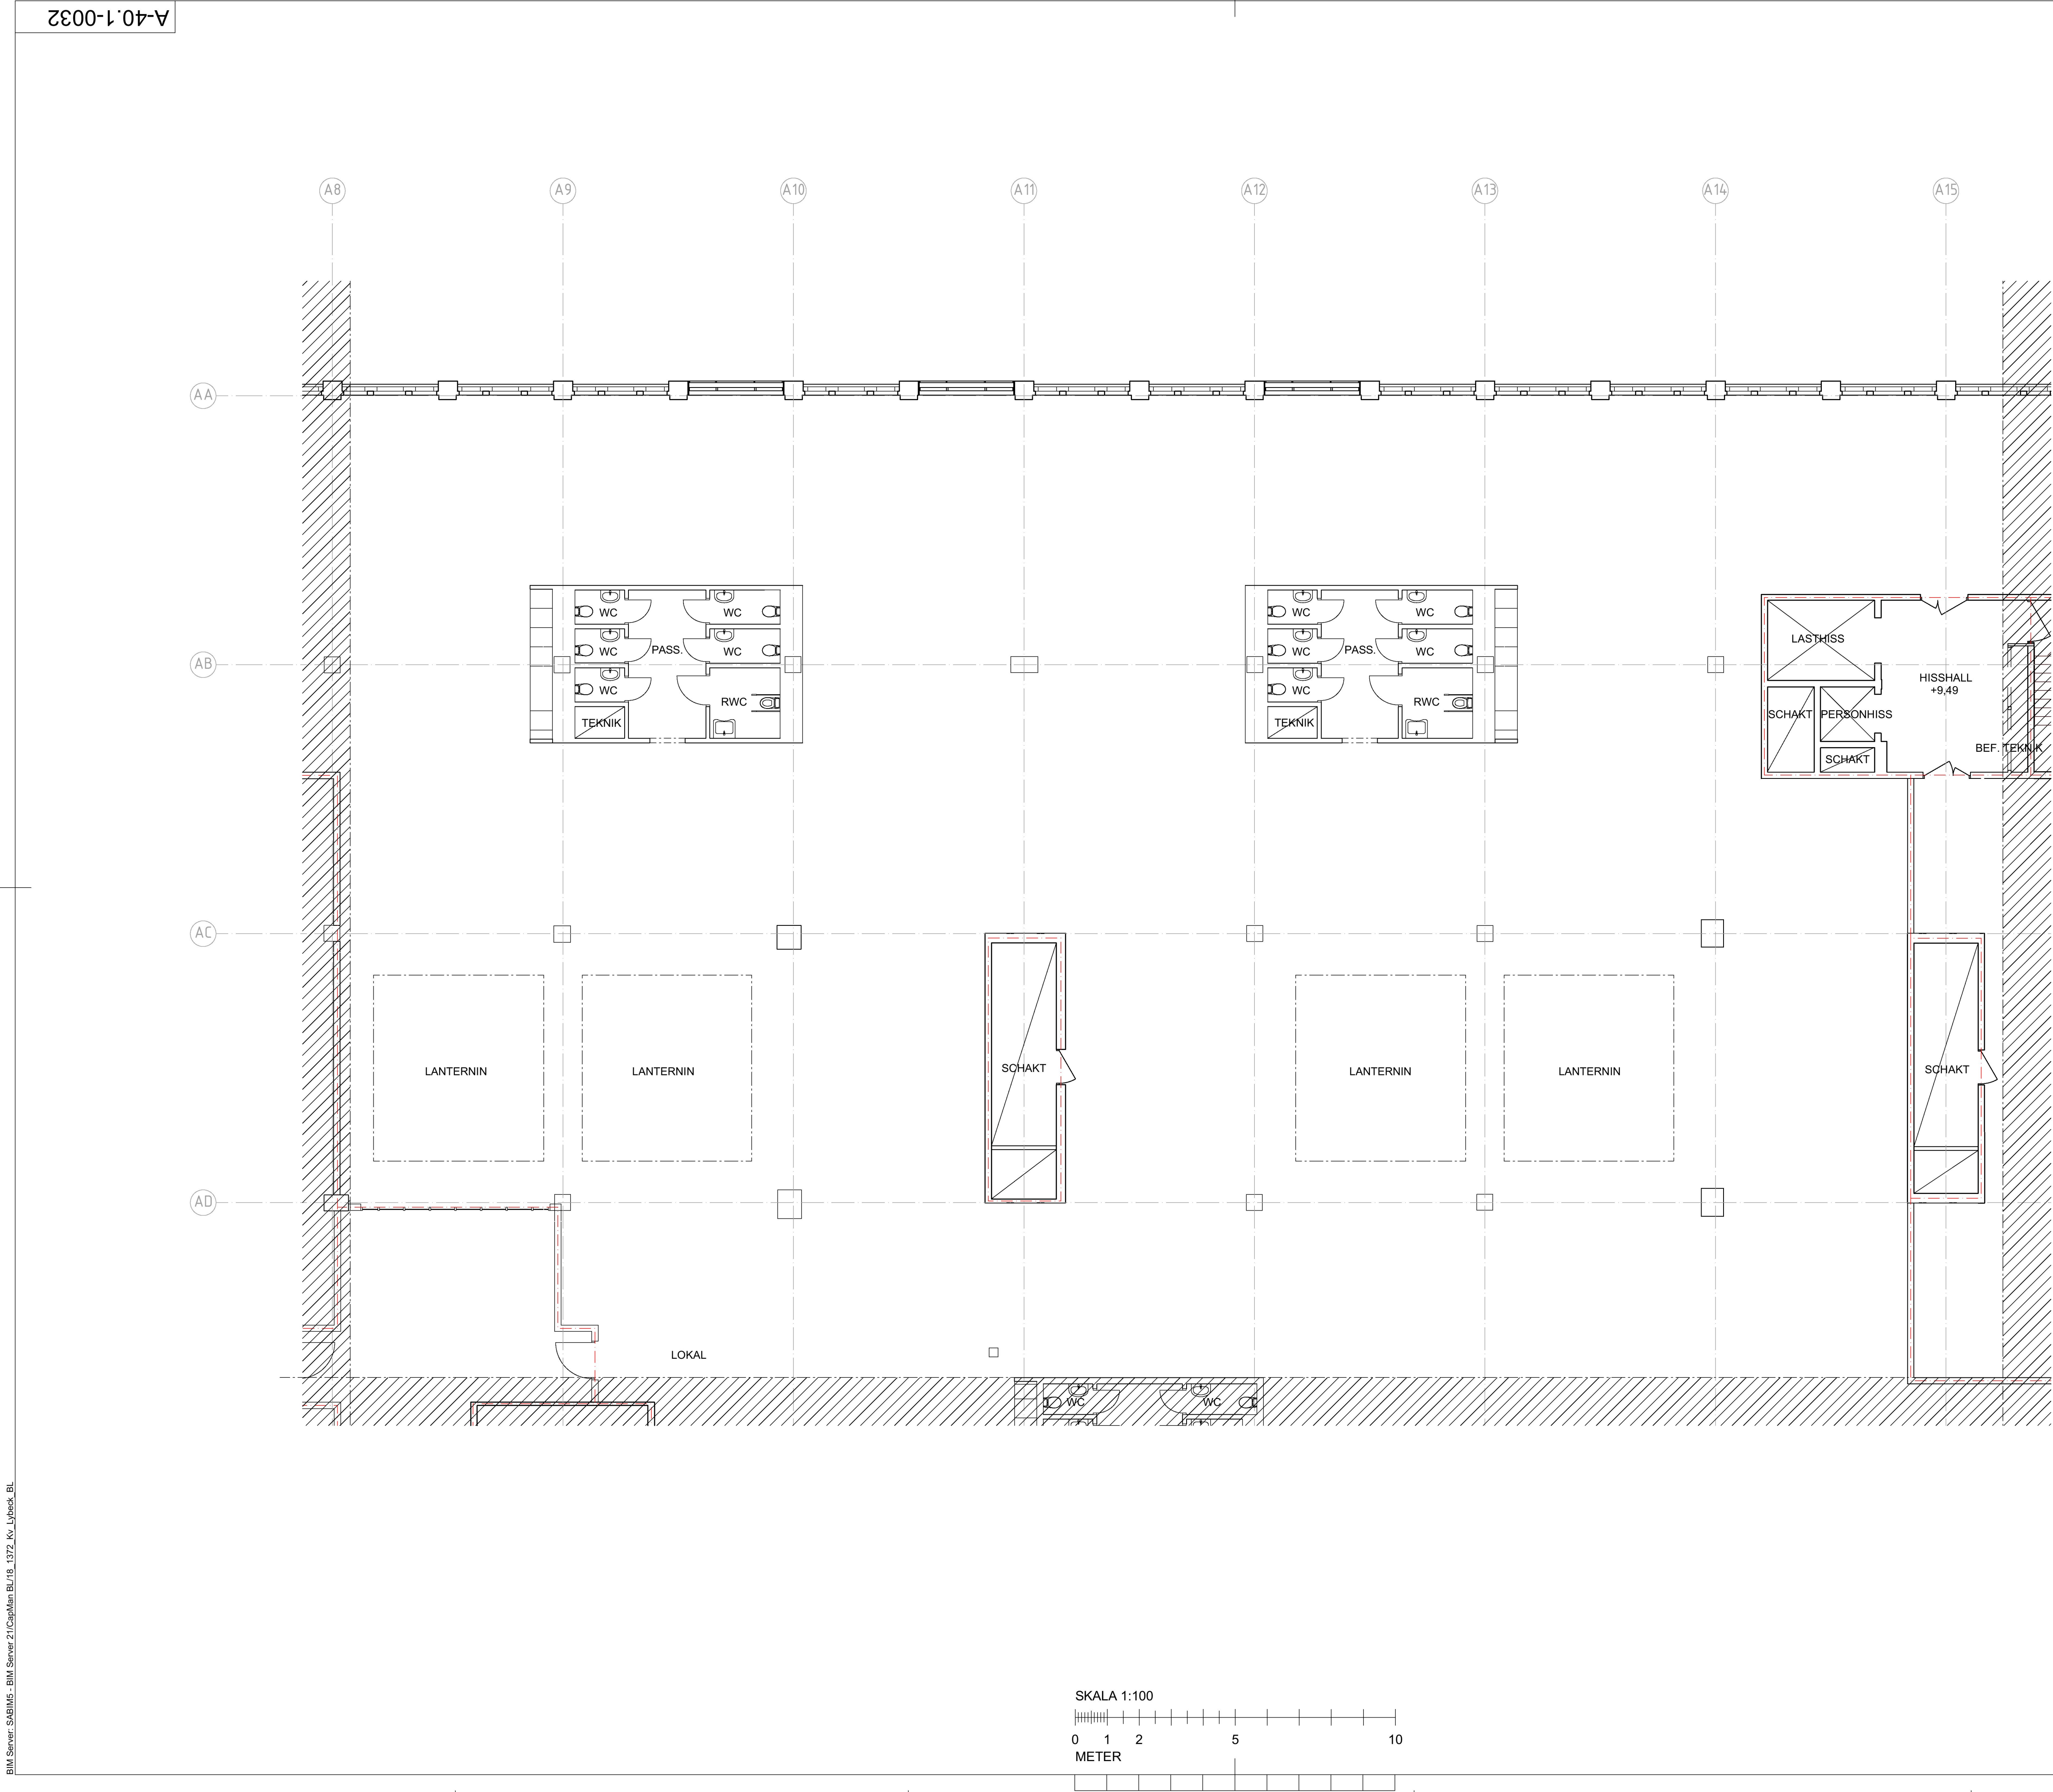 A-40.1-0032
A8 A9 A10 A11 A12 A13 A14 A15
AA
WC WC WC WC
LASTHISS
WC PASS. WC WC PASS. WC
AB
HISSHALL
+9,49
WC RWC WC RWC
TEKNIK TEKNIK
SCHAKT PERSONHISS
BEF. TEKNIK
SCHAKT
AC
LANTERNIN LANTERNIN SCHAKT LANTERNIN LANTERNIN SCHAKT
AD
LOKAL
WC WC
BIM Server: SABIM5 - BIM Server 21/CapMan BL/18_1372_Kv_Lybeck_BL
SKALA 1:100
0 1 2 5 10
METER